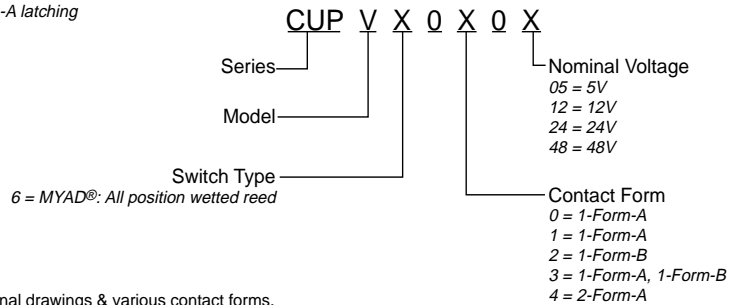 -A latching
CUP V X 0 X 0 X
Series
Model
Switch Type
6 = MYAD®: All position wetted reed
Nominal Voltage
05 = 5V
12 = 12V
24 = 24V
48 = 48V
Contact Form
0 = 1-Form-A
1 = 1-Form-A
2 = 1-Form-B
3 = 1-Form-A, 1-Form-B
4 = 2-Form-A
nal drawings & various contact forms.